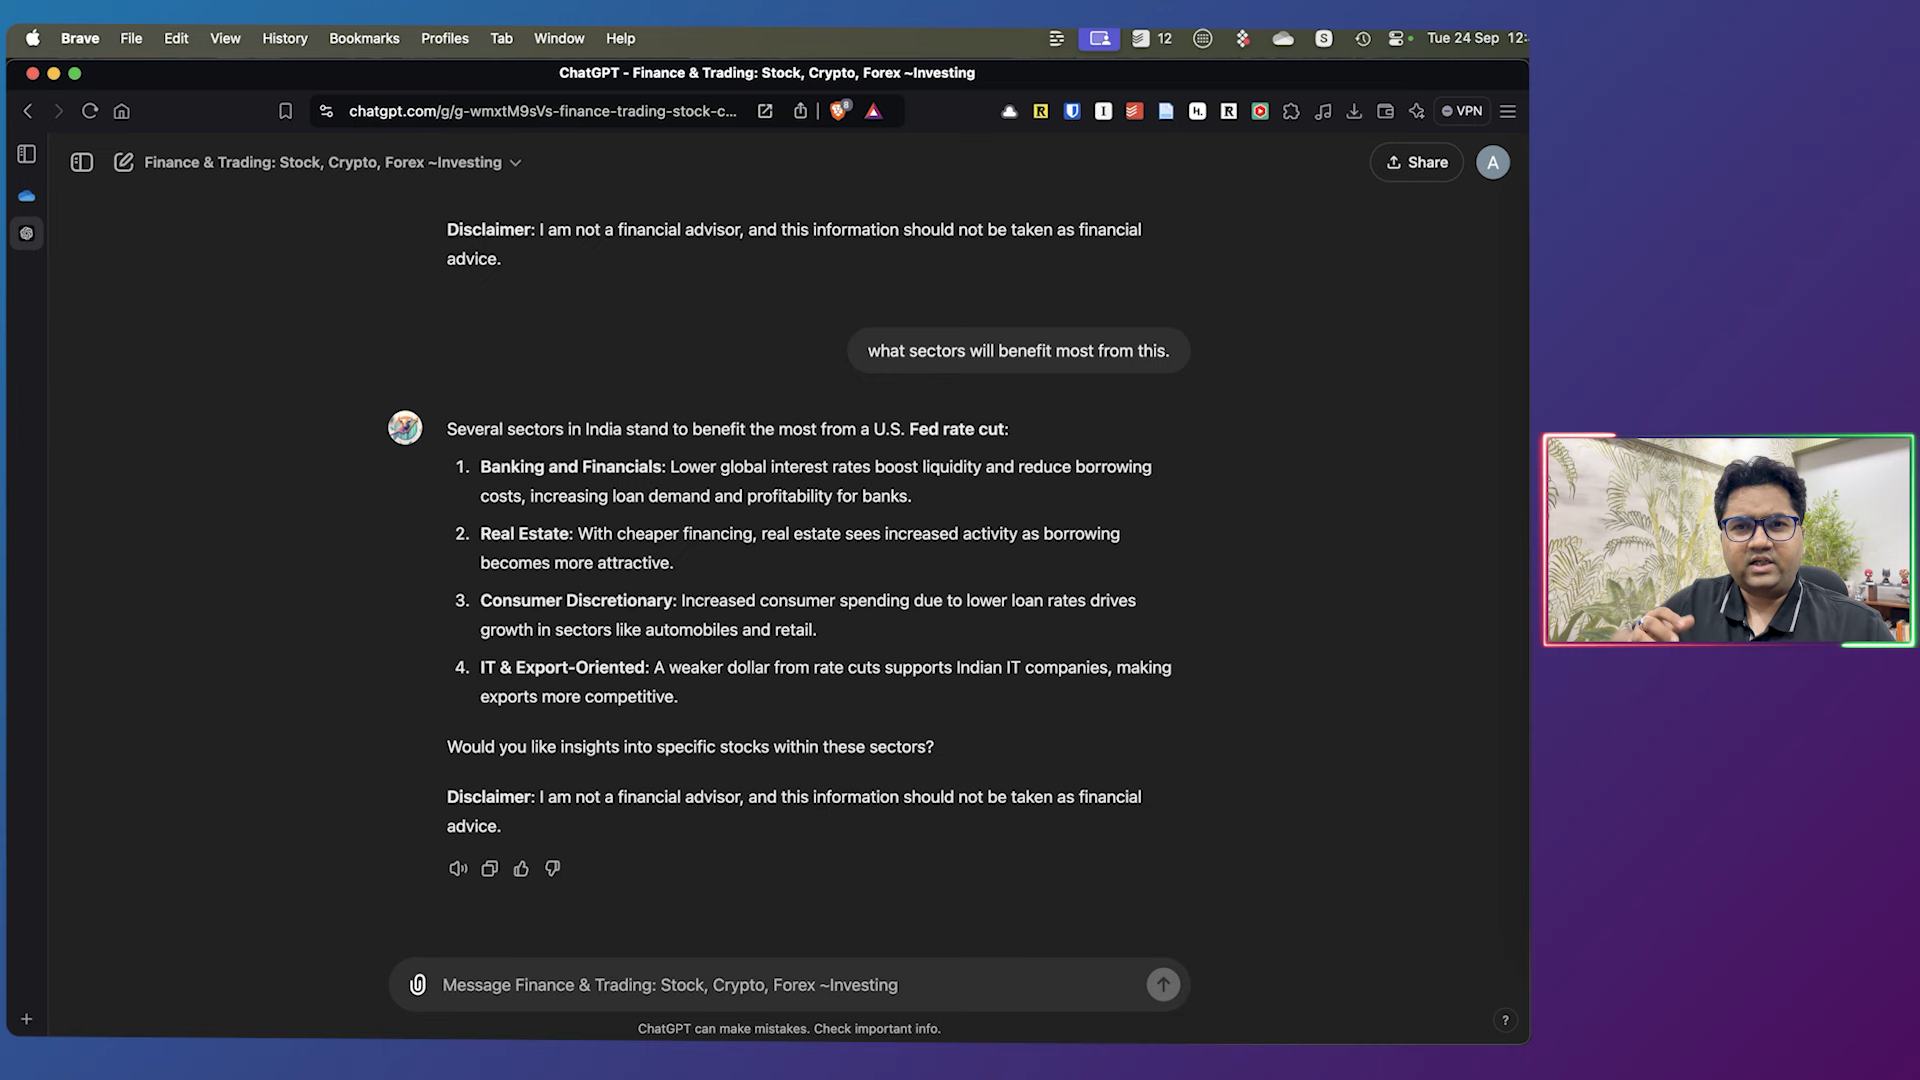 Brave File Edit View History Bookmarks Profiles Tab Window Help 12 S Tue 24 Sep 12:
ChatGPT - Finance & Trading: Stock, Crypto, Forex ~Investing
chatgpt.com/g/g-wmxtM9sVs-finance-trading-stock-c... 8 R I H. R VPN
Finance & Trading: Stock, Crypto, Forex ~Investing Share A
Disclaimer: I am not a financial advisor, and this information should not be taken as financial
advice.
what sectors will benefit most from this.
Several sectors in India stand to benefit the most from a U.S. Fed rate cut:
1. Banking and Financials: Lower global interest rates boost liquidity and reduce borrowing
costs, increasing loan demand and profitability for banks.
2. Real Estate: With cheaper financing, real estate sees increased activity as borrowing
becomes more attractive.
3. Consumer Discretionary: Increased consumer spending due to lower loan rates drives
growth in sectors like automobiles and retail.
4. IT & Export-Oriented: A weaker dollar from rate cuts supports Indian IT companies, making
exports more competitive.
Would you like insights into specific stocks within these sectors?
Disclaimer: I am not a financial advisor, and this information should not be taken as financial
advice.
Message Finance & Trading: Stock, Crypto, Forex ~Investing
ChatGPT can make mistakes. Check important info.
?